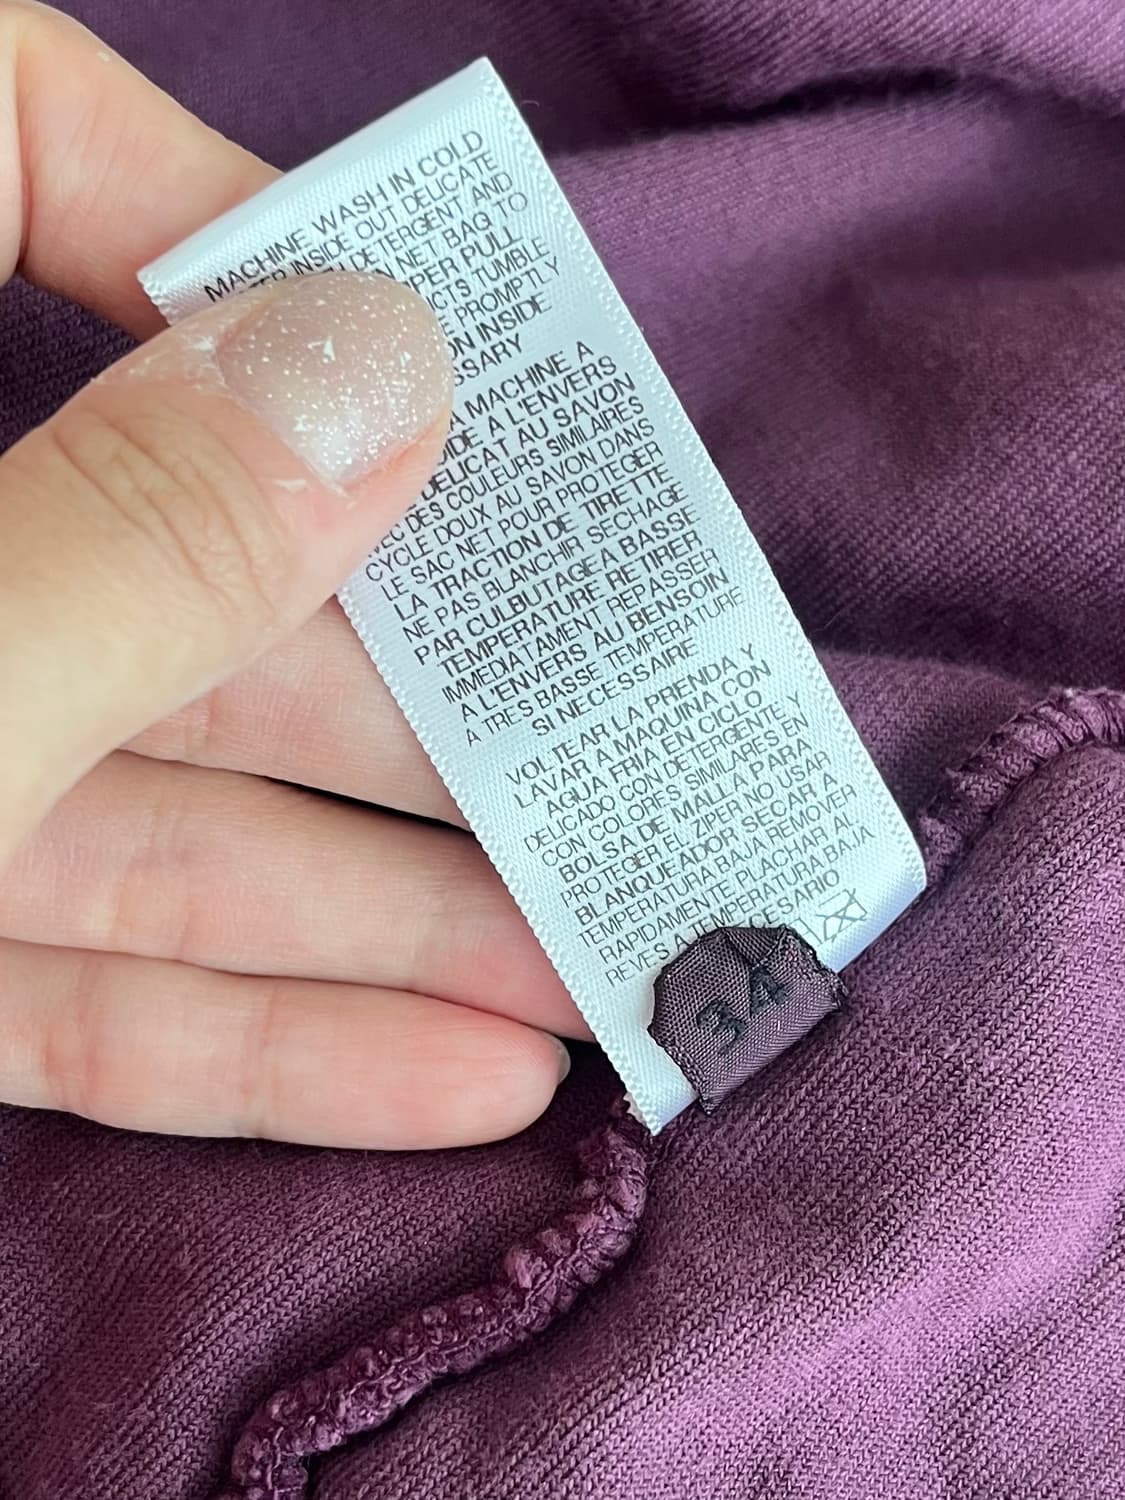 MACHINE WASH IN COLD
INSIDE OUT DELICATE
DETERGENT AND
NET BAG TO
PER PULL
TUMBLE
PROMPTLY
INSIDE
A MACHINE A
A L'ENVERS
DELICAT AU SAVON
DES COULEURS SIMILAIRES
CYCLE DOUX AU SAVON DANS
LE SAC NET POUR PROTEGER
LA TRACTION DE TIRETTE
NE PAS BLANCHIR SECHAGE
PAR CULBUTAGE A BASSE
TEMPERATURE RETIRER
IMMEDIATAMENT REPASSER
A L'ENVERS AU BENSOIN
A TRES BASSE TEMPERATURE
SI NECESSAIRE
VOLTEAR LA PRENDA Y
LAVAR A MAQUINA CON
AGUA FRIA EN CICLO
DELICADO CON DETERGENTE Y
CON COLORES SIMILARES EN
BOLSA DE MALLA PARA
PROTEGER EL ZIPER NO USAR
BLANQUEADOR SECAR A
TEMPERATURA BAJA REMOVER
RAPIDAMENTE PLACHAR AL
REVES A TEMPERATURA BAJA
34